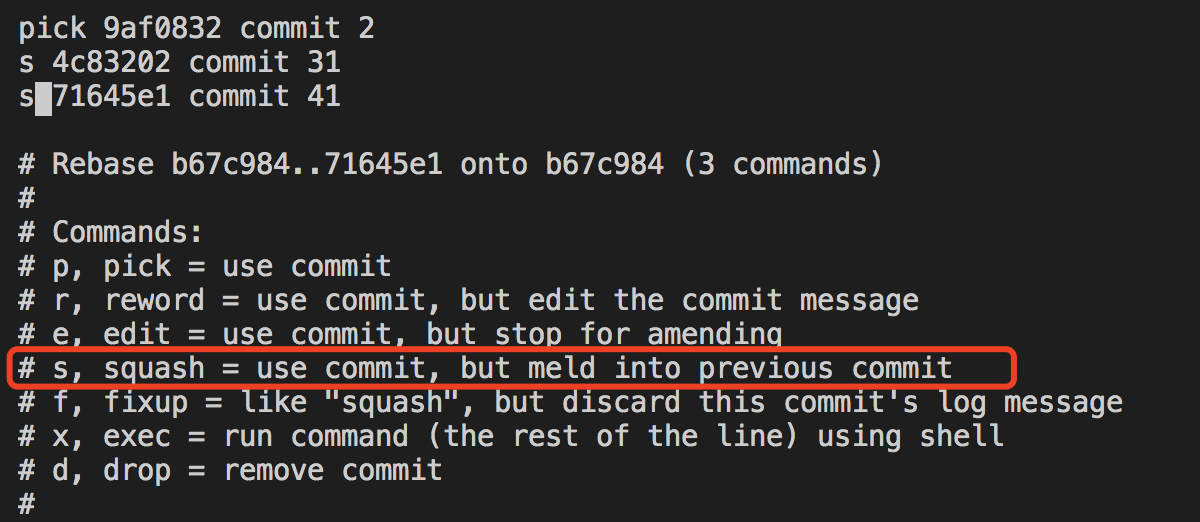 pick 9af0832 commit 2
s 4c83202 commit 31
s 71645e1 commit 41
# Rebase b67c984..71645e1 onto b67c984 (3 commands)
#
# Commands:
# p, pick = use commit
# r, reword = use commit, but edit the commit message
# e, edit = use commit, but stop for amending
# s, squash = use commit, but meld into previous commit
# f, fixup = like "squash", but discard this commit's log message
# x, exec = run command (the rest of the line) using shell
# d, drop = remove commit
#